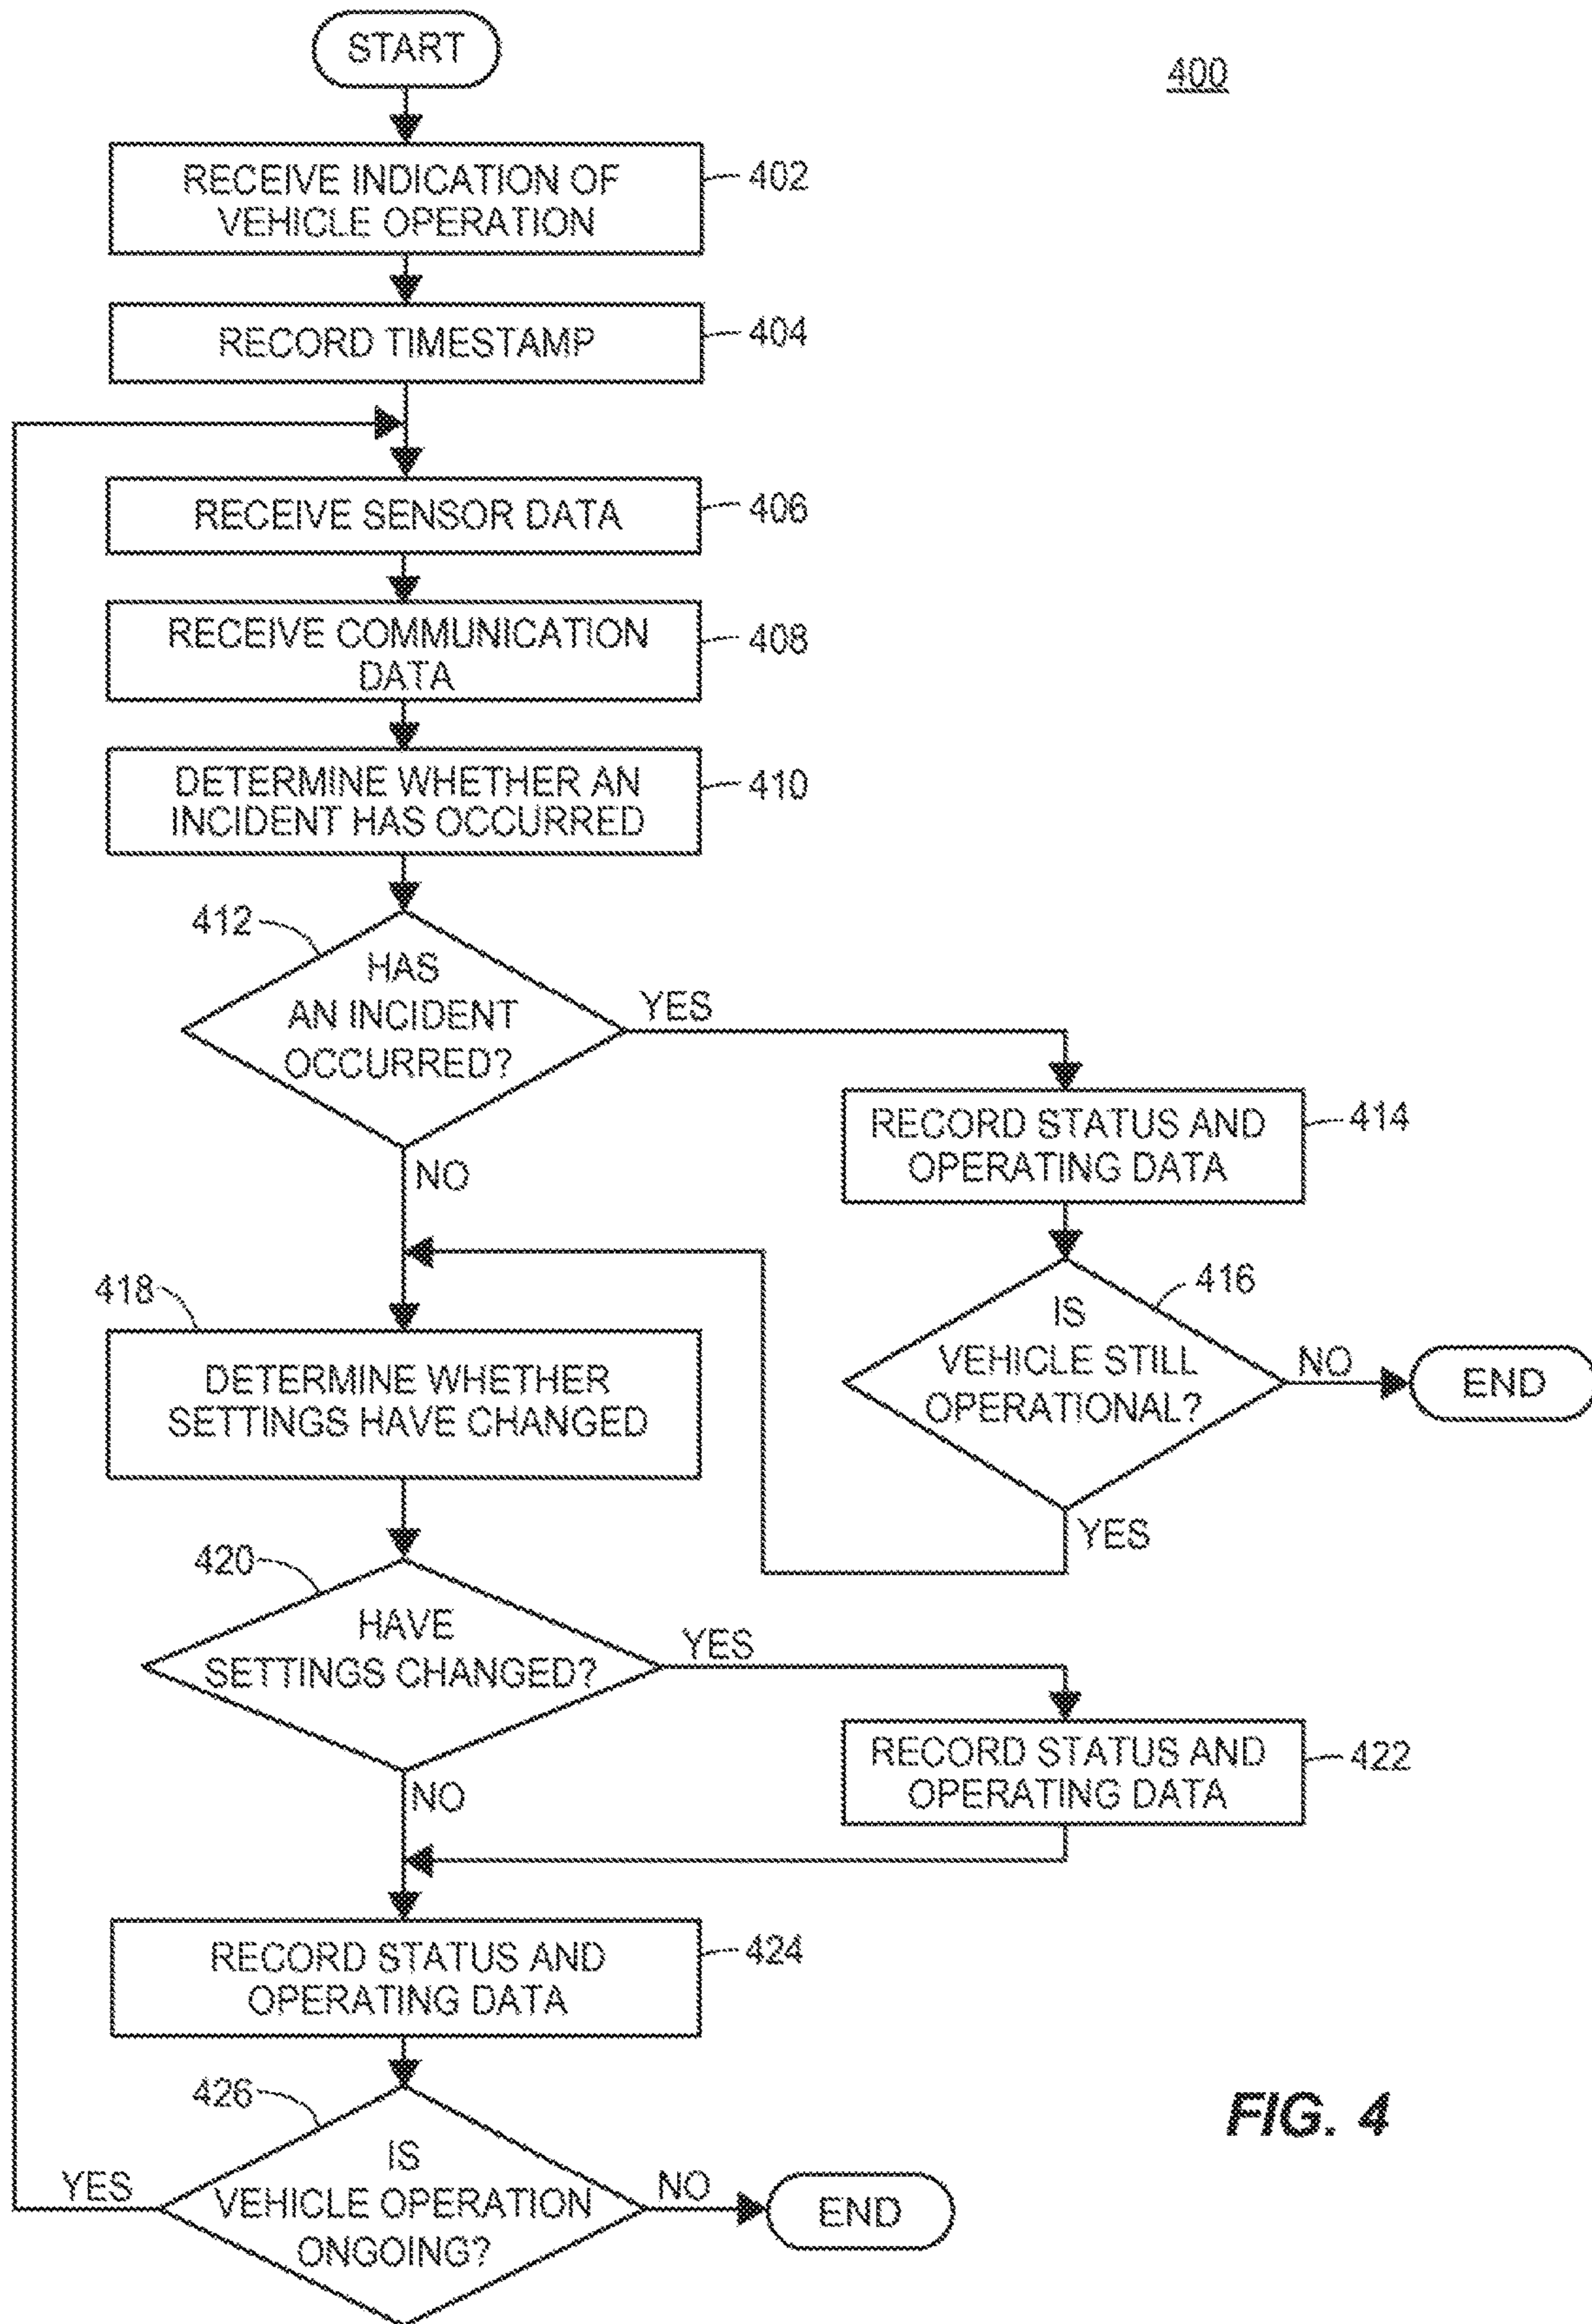 START
400
RECEIVE INDICATION OF
VEHICLE OPERATION
402
RECORD TIMESTAMP
404
RECEIVE SENSOR DATA
406
RECEIVE COMMUNICATION
DATA
408
DETERMINE WHETHER AN
INCIDENT HAS OCCURRED
410
412
HAS
AN INCIDENT
OCCURRED?
YES
NO
RECORD STATUS AND
OPERATING DATA
414
416
IS
VEHICLE STILL
OPERATIONAL?
NO
END
YES
418
DETERMINE WHETHER
SETTINGS HAVE CHANGED
420
HAVE
SETTINGS CHANGED?
YES
NO
RECORD STATUS AND
OPERATING DATA
422
RECORD STATUS AND
OPERATING DATA
424
426
IS
VEHICLE OPERATION
ONGOING?
YES
NO
END
FIG. 4